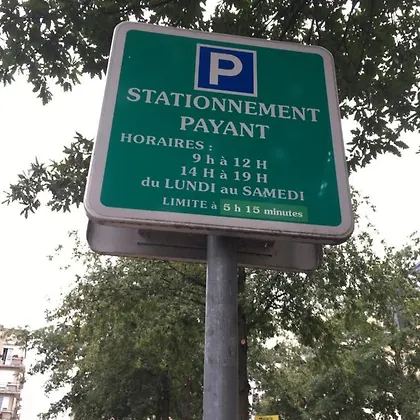 P
STATIONNEMENT
PAYANT
HORAIRES :
9 h à 12 H
14 H à 19 H
du LUNDI au SAMEDI
LIMITE à 5 h 15 minutes